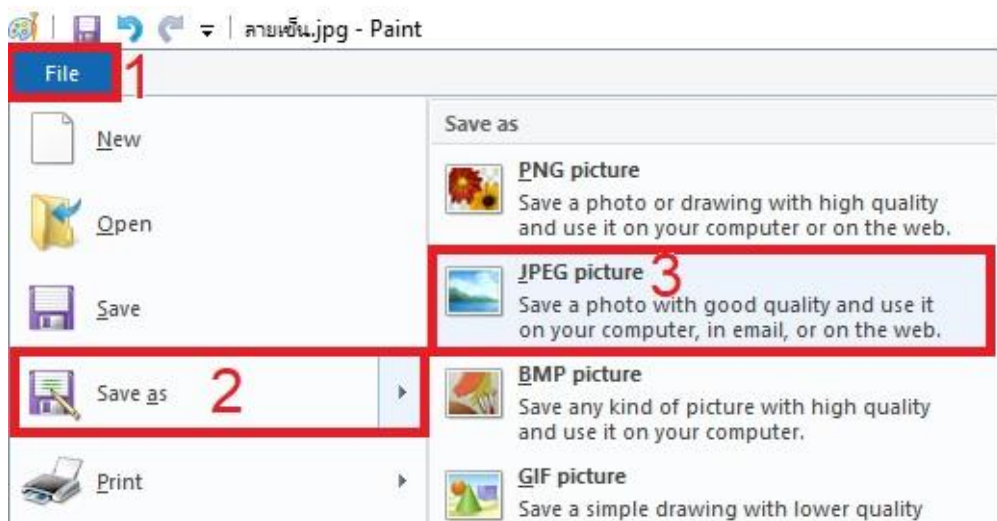 ลายเซ็น.jpg - Paint
File
1
New
Open
Save
Save as
2
Print
Save as
PNG picture
Save a photo or drawing with high quality
and use it on your computer or on the web.
JPEG picture
3
Save a photo with good quality and use it
on your computer, in email, or on the web.
BMP picture
Save any kind of picture with high quality
and use it on your computer.
GIF picture
Save a simple drawing with lower quality